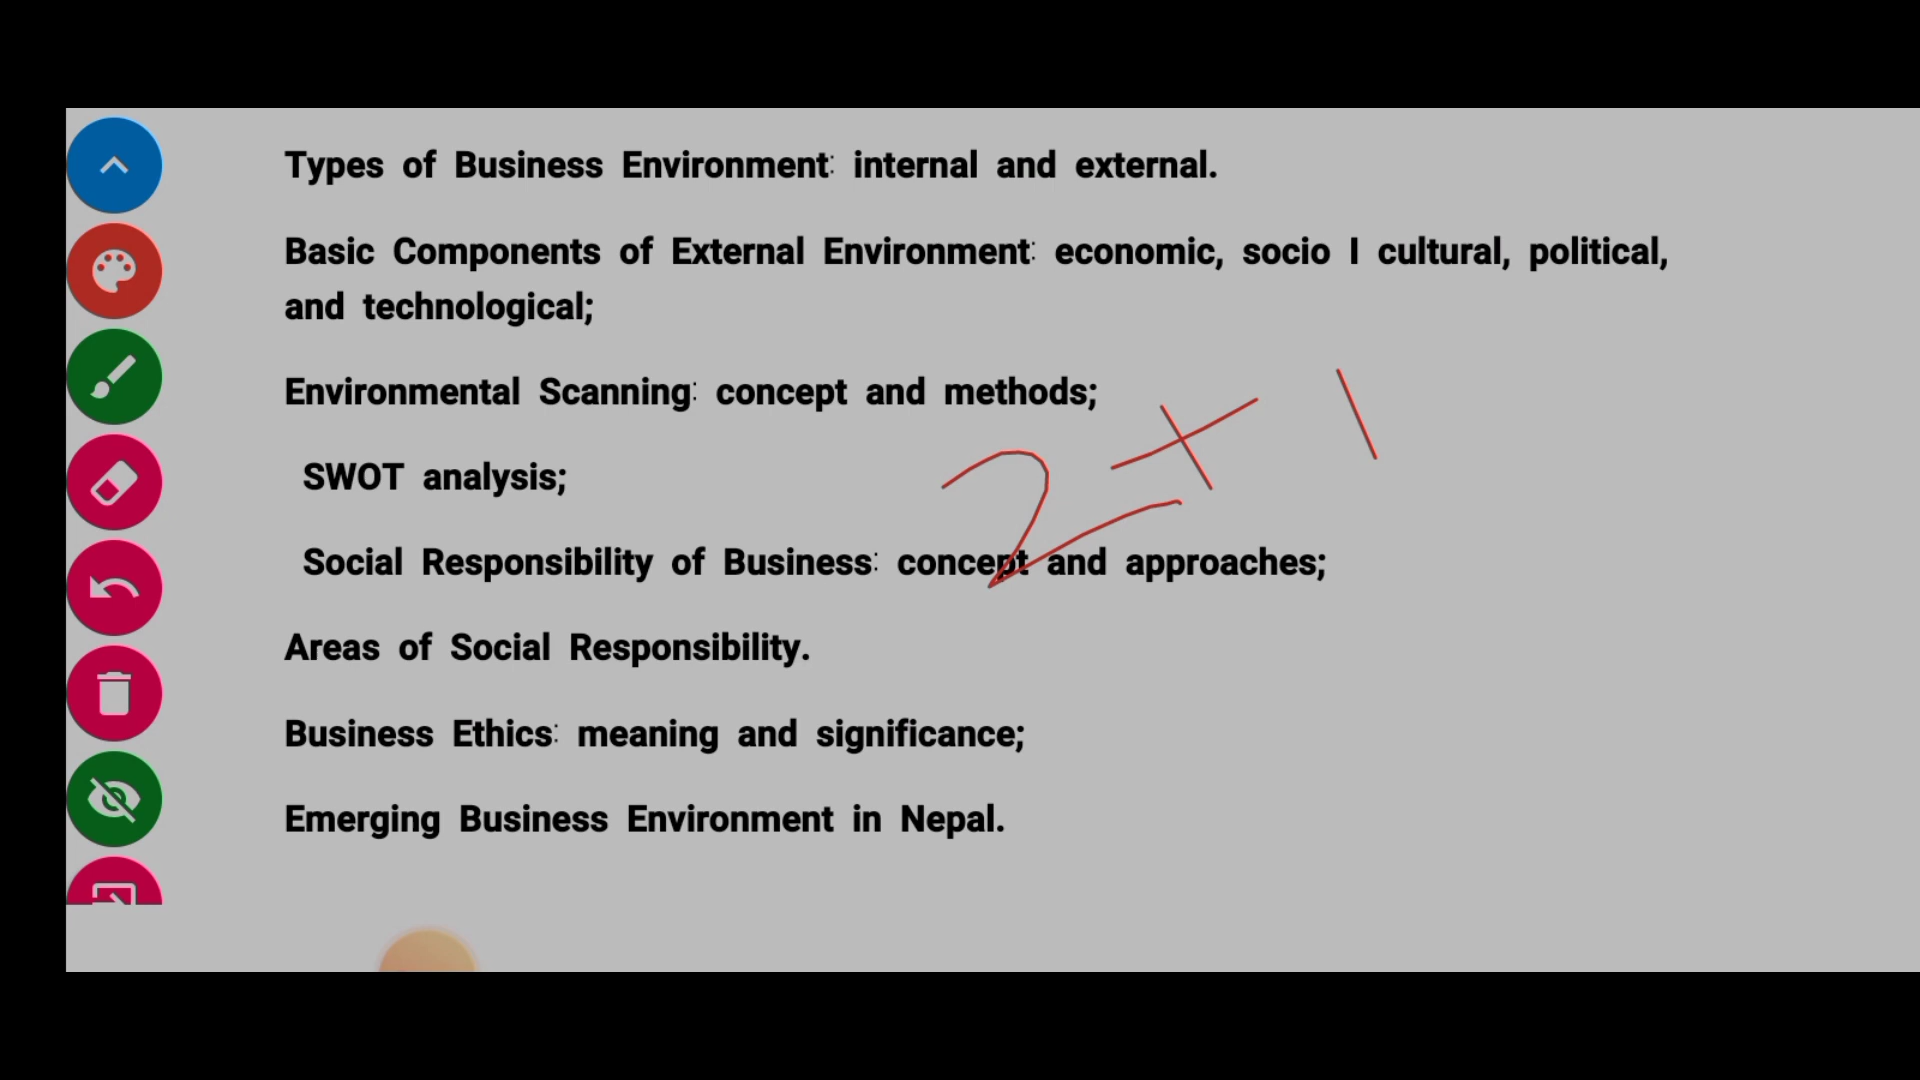 Types of Business Environment: internal and external.
Basic Components of External Environment: economic, socio I cultural, political,
and technological;
Environmental Scanning: concept and methods;
2 + 1
SWOT analysis;
Social Responsibility of Business: concept and approaches;
Areas of Social Responsibility.
Business Ethics: meaning and significance;
Emerging Business Environment in Nepal.